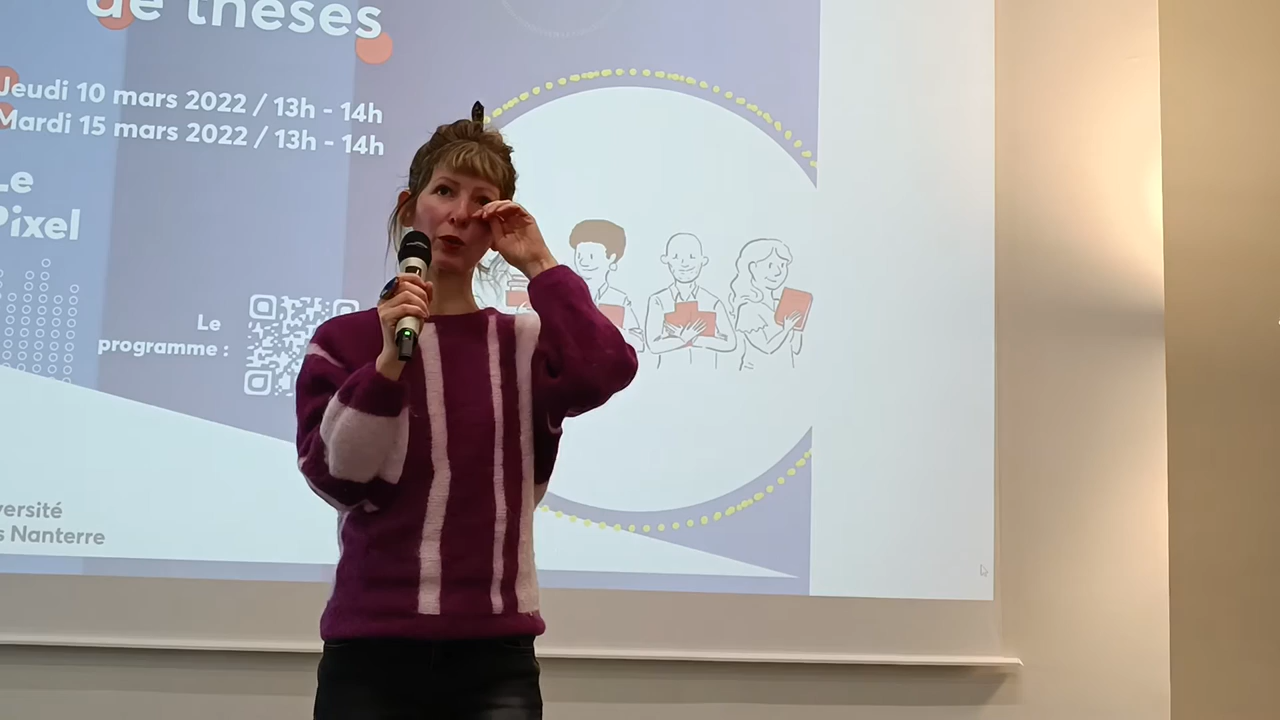 de thèses
Jeudi 10 mars 2022 / 13h - 14h
Mardi 15 mars 2022 / 13h - 14h
Le
Pixel
Le
programme :
versité
s Nanterre